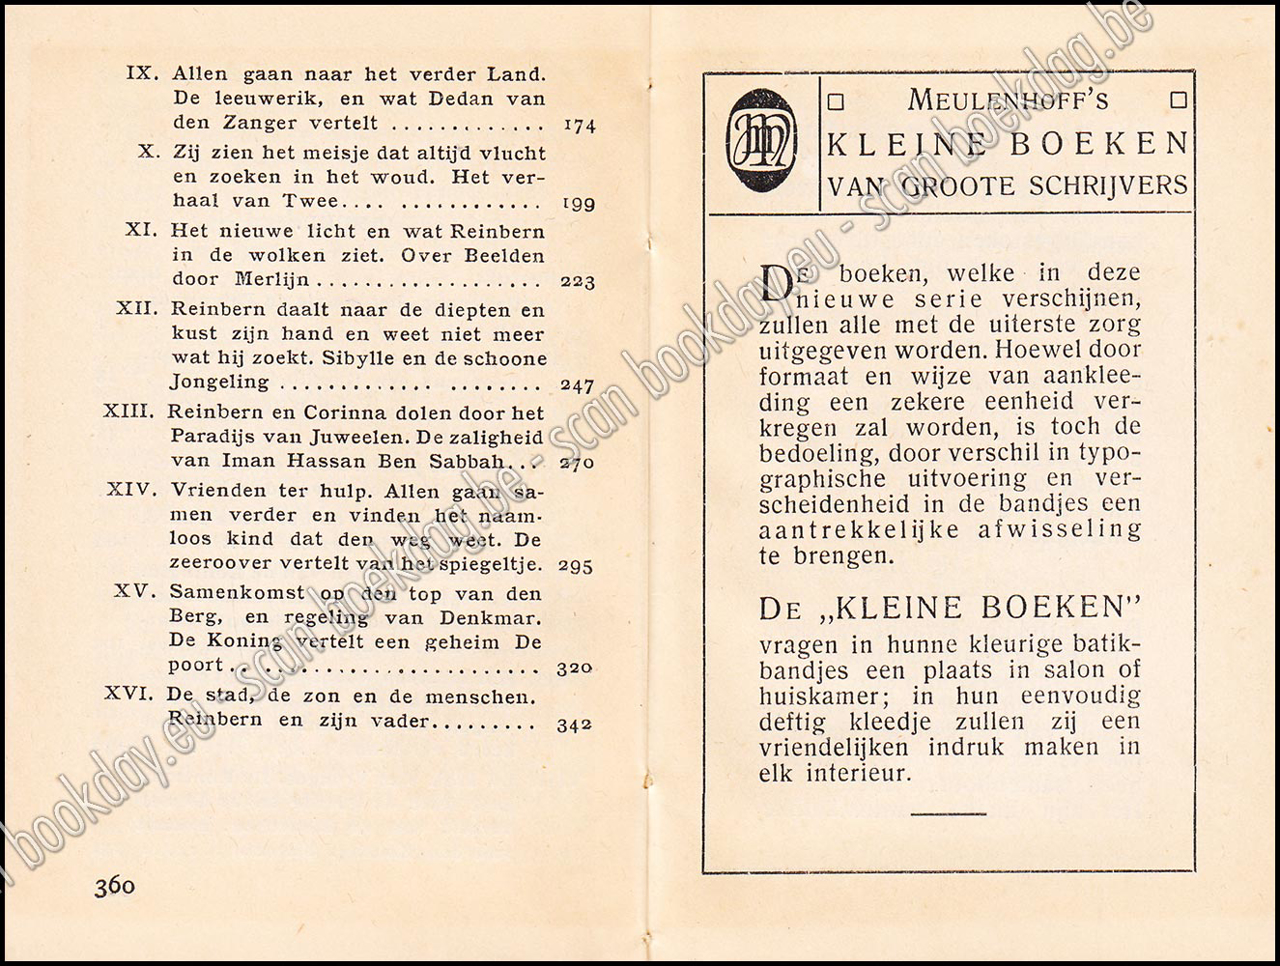 IX. Allen gaan naar het verder Land.
De leeuwerik, en wat Dedan van
den Zanger vertelt ............. 174
X. Zij zien het meisje dat altijd vlucht
en zoeken in het woud. Het ver-
haal van Twee.... ............ 199
XI. Het nieuwe licht en wat Reinbern
in de wolken ziet. Over Beelden
door Merlijn ................... 223
XII. Reinbern daalt naar de diepten en
kust zijn hand en weet niet meer
wat hij zoekt. Sibylle en de schoone
Jongeling ............. ........ 247
XIII. Reinbern en Corinna dolen door het
Paradijs van Juweelen. De zaligheid
van Iman Hassan Ben Sabbah... 270
XIV. Vrienden ter hulp. Allen gaan sa-
men verder en vinden het naam-
loos kind dat den weg weet. De
zeeroover vertelt van het spiegeltje. 295
XV. Samenkomst op den top van den
Berg, en regeling van Denkmar.
De Koning vertelt een geheim De
poort.......................... 320
XVI. De stad, de zon en de menschen.
Reinbern en zijn vader......... 342
360
MEULENHOFF'S
KLEINE BOEKEN
VAN GROOTE SCHRIJVERS
DE boeken, welke in deze
nieuwe serie verschijnen,
zullen alle met de uiterste zorg
uitgegeven worden. Hoewel door
formaat en wijze van aanklee-
ding een zekere eenheid ver-
kregen zal worden, is toch de
bedoeling, door verschil in typo-
graphische uitvoering en ver-
scheidenheid in de bandjes een
aantrekkelijke afwisseling
te brengen.
DE „KLEINE BOEKEN”
vragen in hunne kleurige batik-
bandjes een plaats in salon of
huiskamer; in hun eenvoudig
deftig kleedje zullen zij een
vriendelijken indruk maken in
elk interieur.
bookday.eu - scan bookdag.be - scan bookday.eu - scan bookdag.be